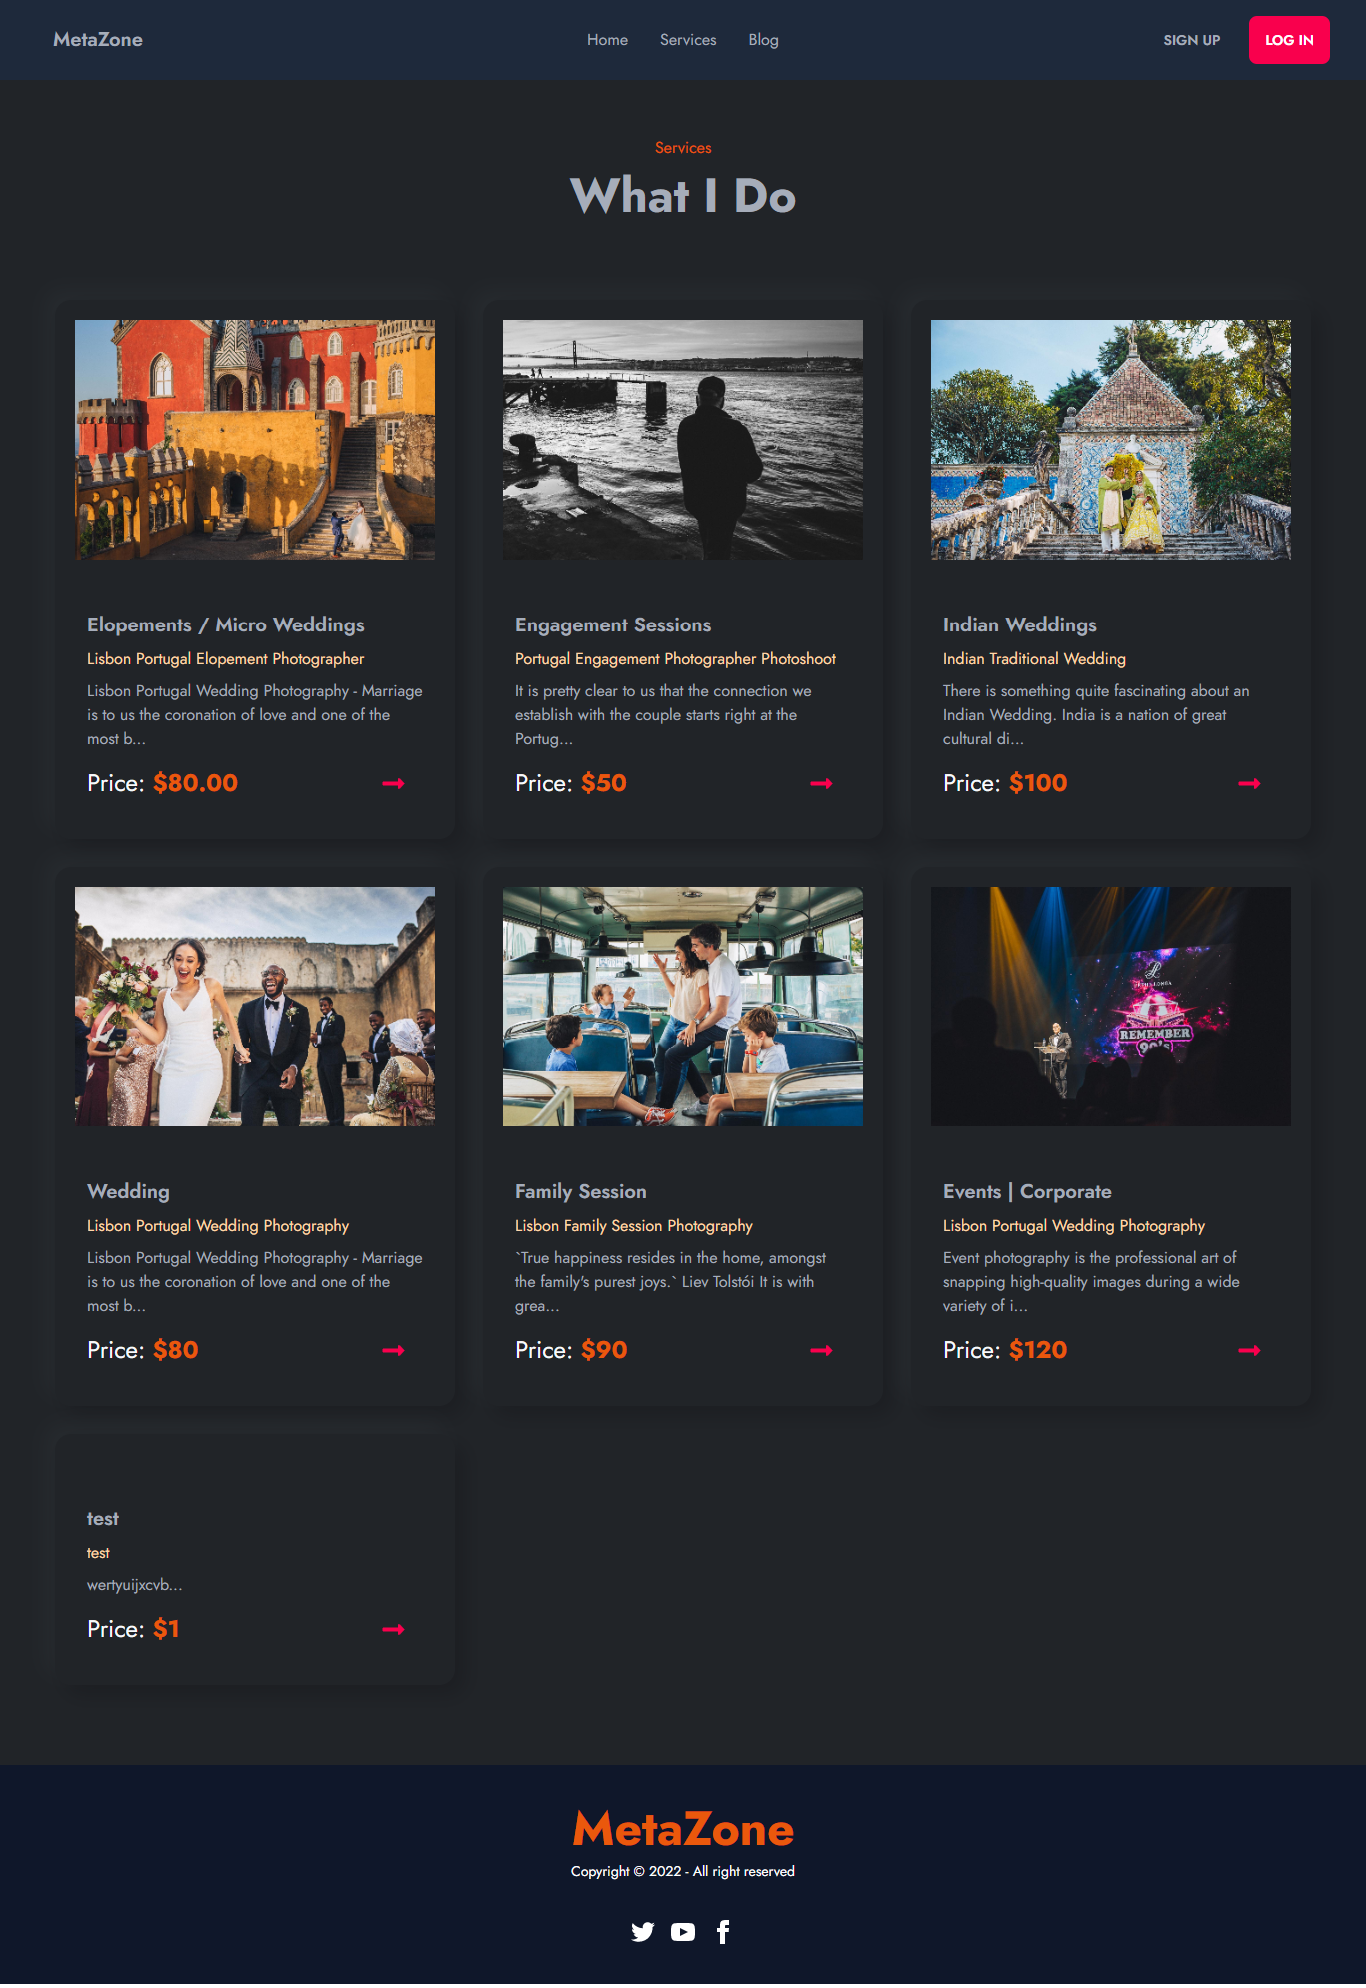 MetaZone
Home
Services
Blog
SIGN UP
LOG IN
Services
What I Do
Elopements / Micro Weddings
Lisbon Portugal Elopement Photographer
Lisbon Portugal Wedding Photography - Marriage
is to us the coronation of love and one of the
most b...
Price: $80.00
Engagement Sessions
Portugal Engagement Photographer Photoshoot
It is pretty clear to us that the connection we
establish with the couple starts right at the
Portug...
Price: $50
Indian Weddings
Indian Traditional Wedding
There is something quite fascinating about an
Indian Wedding. India is a nation of great
cultural di...
Price: $100
Wedding
Lisbon Portugal Wedding Photography
Lisbon Portugal Wedding Photography - Marriage
is to us the coronation of love and one of the
most b...
Price: $80
Family Session
Lisbon Family Session Photography
`True happiness resides in the home, amongst
the family's purest joys.` Liev Tolstói It is with
grea...
Price: $90
REMEMBER
90's
Events | Corporate
Lisbon Portugal Wedding Photography
Event photography is the professional art of
snapping high-quality images during a wide
variety of i...
Price: $120
test
test
wertyuijxcvb...
Price: $1
MetaZone
Copyright © 2022 - All right reserved